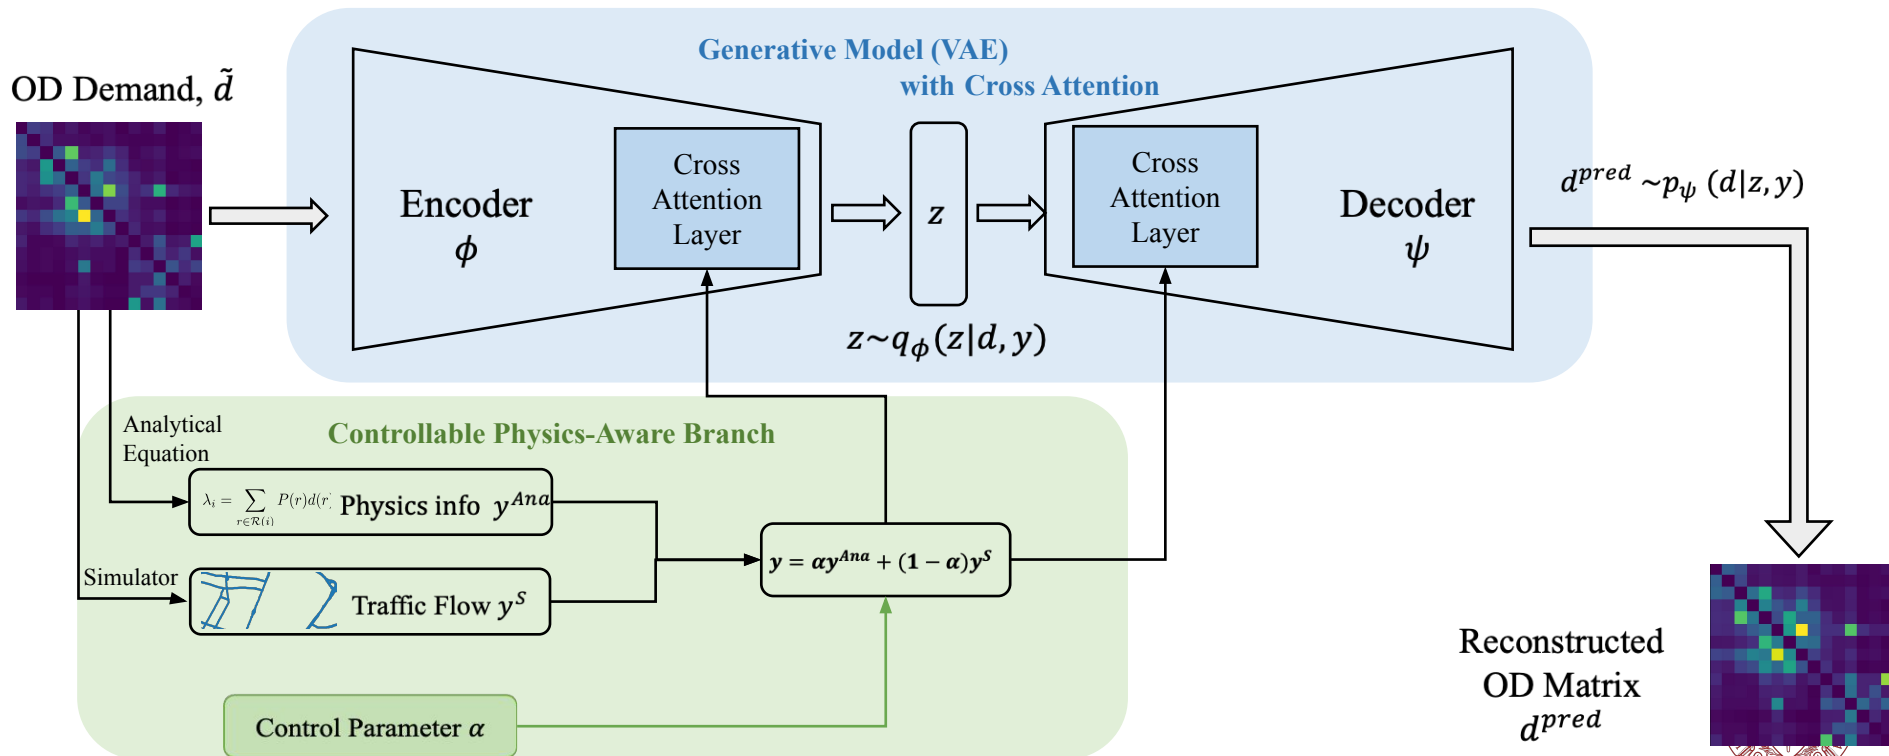 Generative Model (VAE)
with Cross Attention
OD Demand, d̃
Encoder
ϕ
Cross
Attention
Layer
z
z~q_ϕ(z|d, y)
Cross
Attention
Layer
Decoder
ψ
d^{pred} ~p_ψ (d|z, y)
Controllable Physics-Aware Branch
Analytical
Equation
λ_i = ∑_{r∈R(i)} P(r)d(r) Physics info y^{Ana}
Simulator
Traffic Flow y^S
y = αy^{Ana} + (1 − α)y^S
Control Parameter α
Reconstructed
OD Matrix
d^{pred}